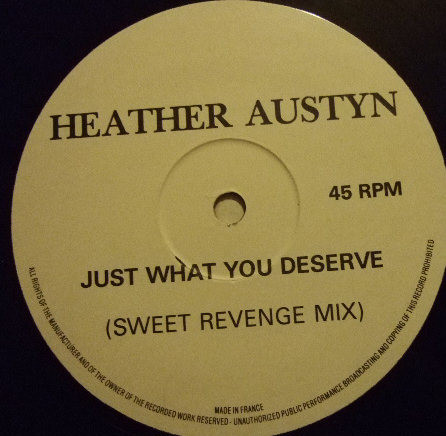 HEATHER AUSTYN
45 RPM
JUST WHAT YOU DESERVE
(SWEET REVENGE MIX)
ALL RIGHTS OF THE MANUFACTURER AND OF THE OWNER OF THE RECORDED WORK RESERVED - UNAUTHORIZED PUBLIC PERFORMANCE BROADCASTING AND COPYING OF THIS RECORD PROHIBITED
MADE IN FRANCE